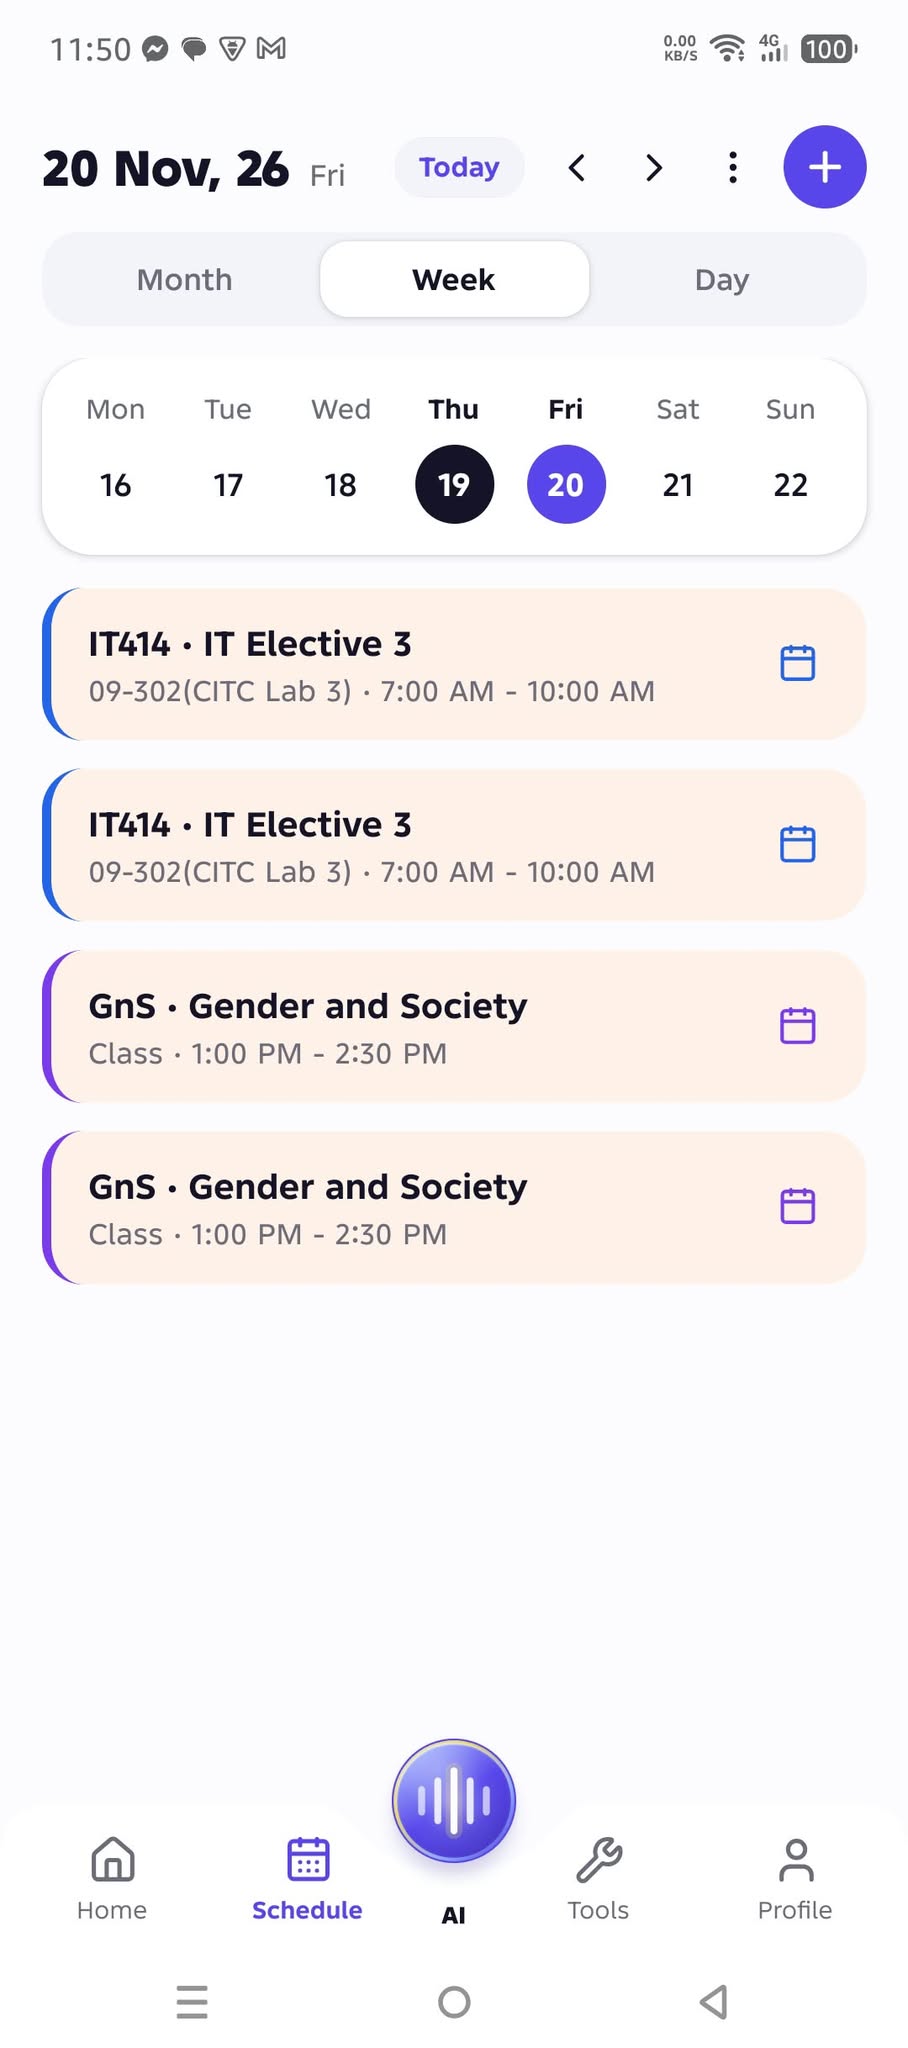 11:50
0.00
KB/S
4G
100
20 Nov, 26 Fri
Today
Month Week Day
Mon Tue Wed Thu Fri Sat Sun
16 17 18 19 20 21 22
IT414 · IT Elective 3
09-302(CITC Lab 3) · 7:00 AM - 10:00 AM
IT414 · IT Elective 3
09-302(CITC Lab 3) · 7:00 AM - 10:00 AM
GnS · Gender and Society
Class · 1:00 PM - 2:30 PM
GnS · Gender and Society
Class · 1:00 PM - 2:30 PM
Home Schedule AI Tools Profile